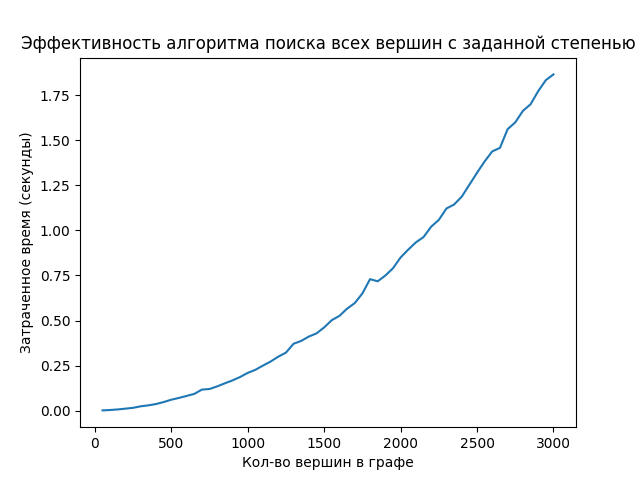 Эффективность алгоритма поиска всех вершин с заданной степенью
Затраченное время (секунды)
1.75
1.50
1.25
1.00
0.75
0.50
0.25
0.00
0 500 1000 1500 2000 2500 3000
Кол-во вершин в графе